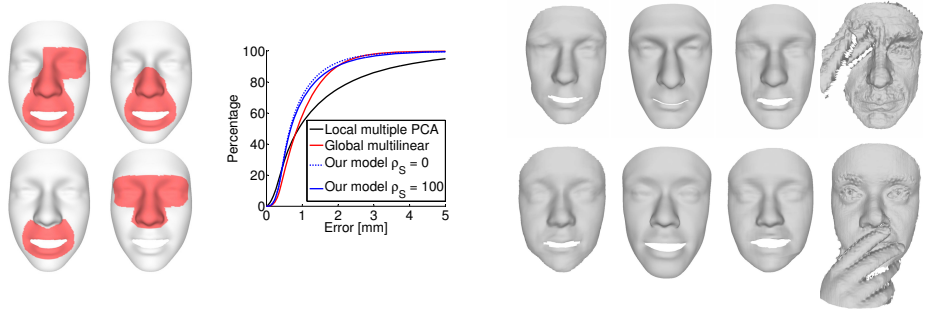 100
80
60
40
20
0
Percentage
Local multiple PCA
Global multilinear
Our model ρS = 0
Our model ρS = 100
0 1 2 3 4 5
Error [mm]